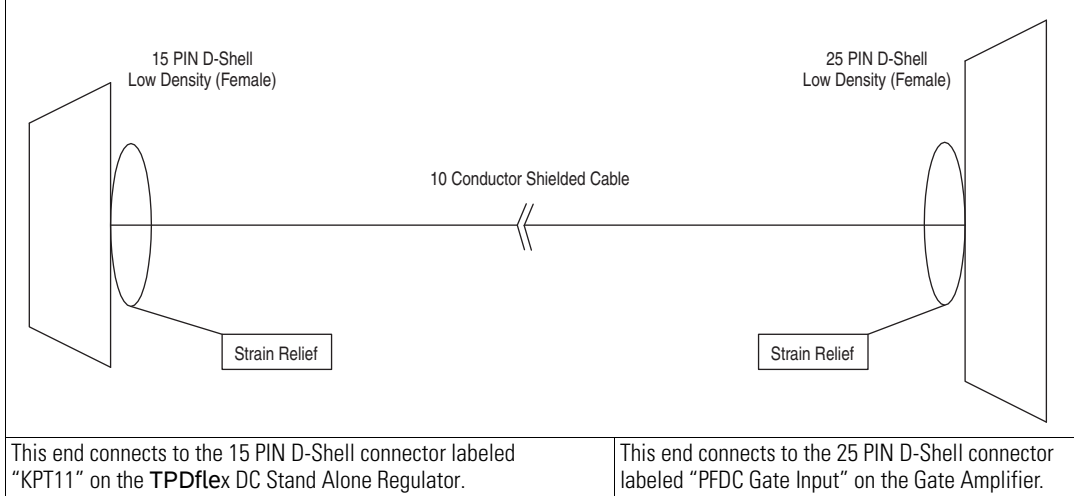 15 PIN D-Shell
Low Density (Female)
25 PIN D-Shell
Low Density (Female)
10 Conductor Shielded Cable
Strain Relief
Strain Relief
This end connects to the 15 PIN D-Shell connector labeled
“KPT11” on the TPDflex DC Stand Alone Regulator.
This end connects to the 25 PIN D-Shell connector
labeled “PFDC Gate Input” on the Gate Amplifier.